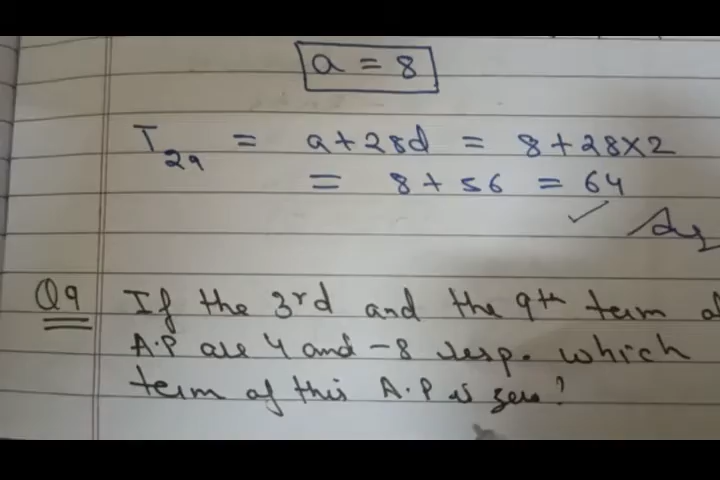 a = 8
T29 = a + 28d = 8 + 28×2
= 8 + 56 = 64
Ans
Q9 If the 3rd and the 9th term of
A.P are 4 and -8 resp. which
term of this A.P is zero?